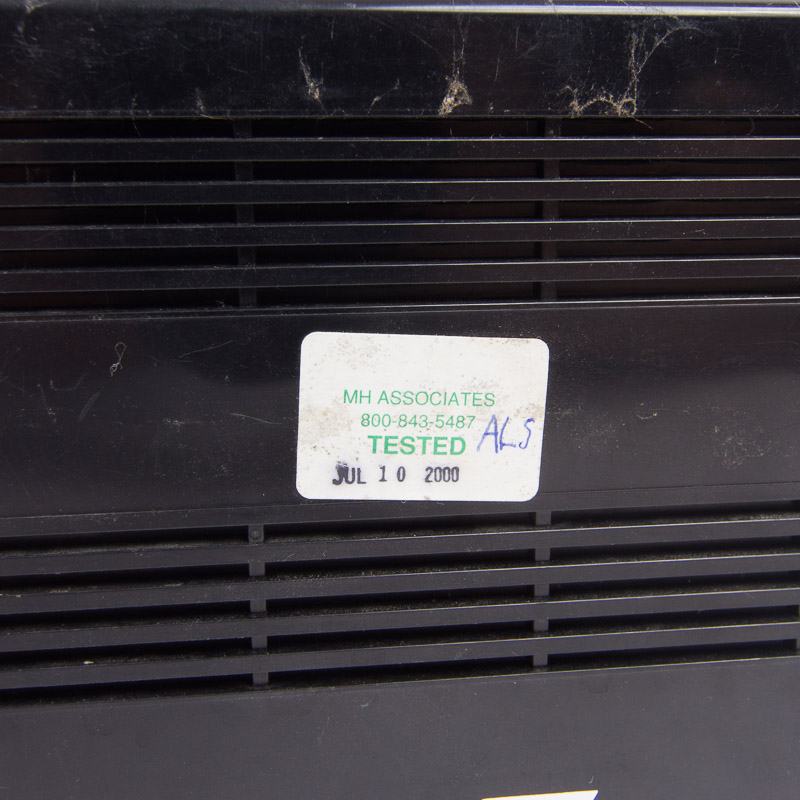 MH ASSOCIATES
800-843-5487
TESTED ALS
JUL 10 2000